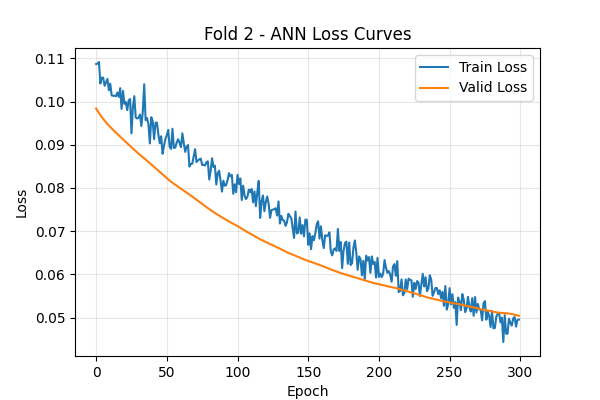 Fold 2 - ANN Loss Curves
Train Loss
Valid Loss
Loss
0.11
0.10
0.09
0.08
0.07
0.06
0.05
0 50 100 150 200 250 300
Epoch